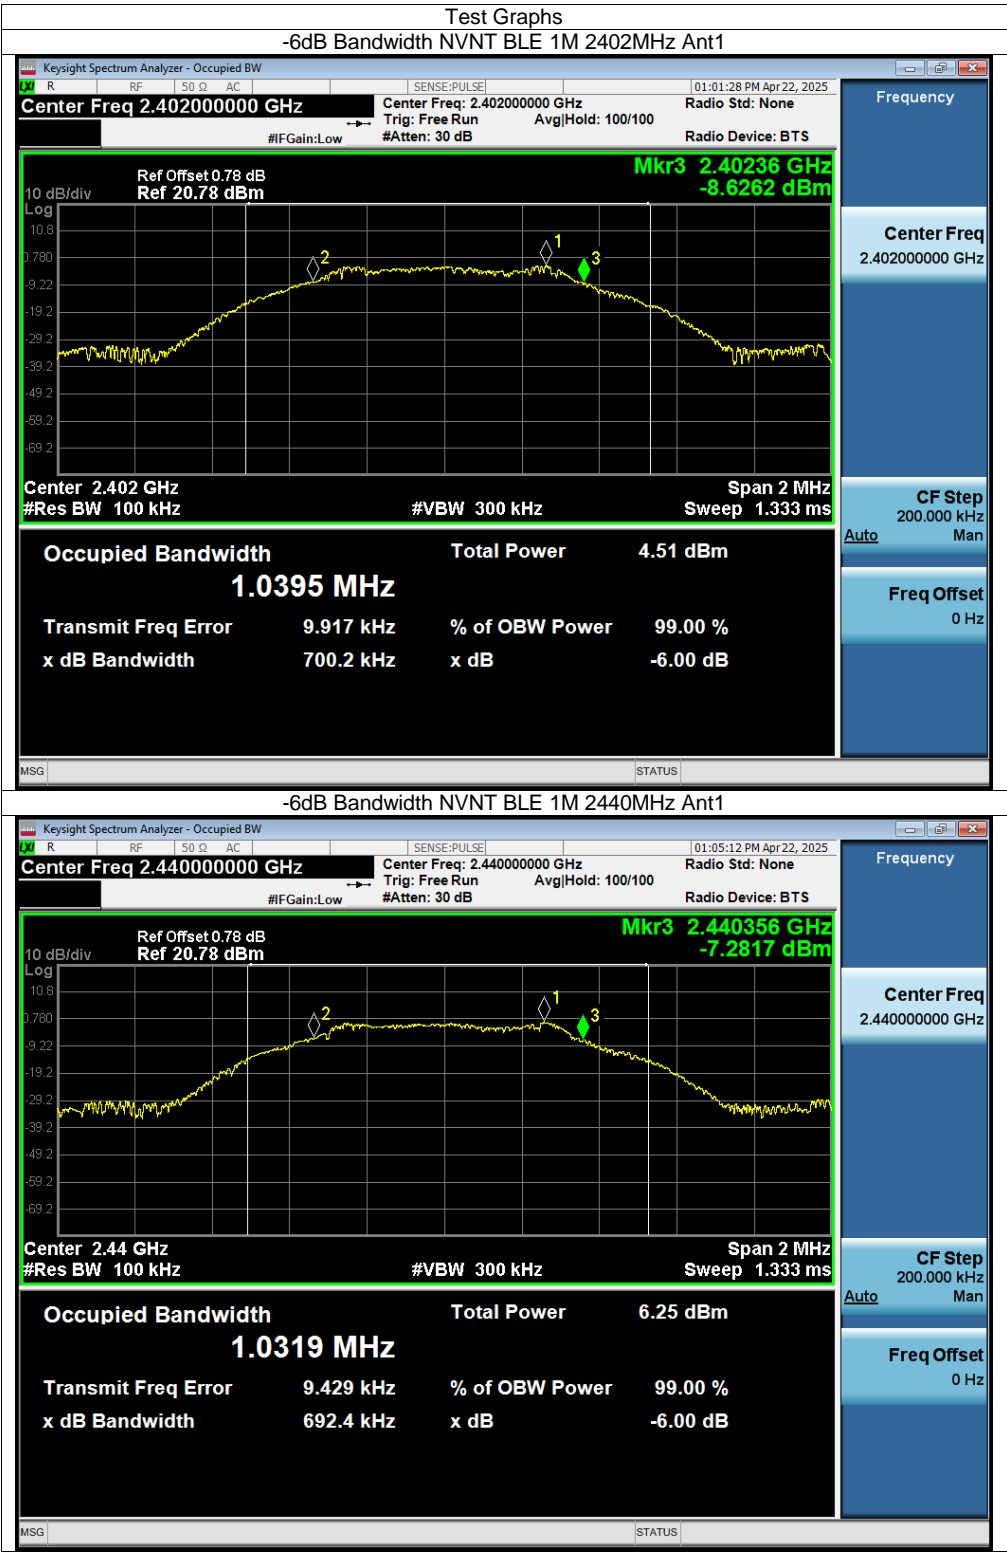 Test Graphs
-6dB Bandwidth NVNT BLE 1M 2402MHz Ant1
Keysight Spectrum Analyzer - Occupied BW
LXI R RF 50 Ω AC SENSE:PULSE 01:01:28 PM Apr 22, 2025
Center Freq 2.402000000 GHz Center Freq: 2.402000000 GHz Radio Std: None
Trig: Free Run Avg|Hold: 100/100
#IFGain:Low #Atten: 30 dB Radio Device: BTS
Frequency
Mkr3 2.40236 GHz
-8.6262 dBm
Ref Offset 0.78 dB
10 dB/div Ref 20.78 dBm
Log
10.8
0.780
-9.22
-19.2
-29.2
-39.2
-49.2
-59.2
-69.2
1
2
3
Center 2.402 GHz Span 2 MHz
#Res BW 100 kHz #VBW 300 kHz Sweep 1.333 ms
Center Freq
2.402000000 GHz
CF Step
200.000 kHz
Auto Man
Freq Offset
0 Hz
Occupied Bandwidth Total Power 4.51 dBm
1.0395 MHz
Transmit Freq Error 9.917 kHz % of OBW Power 99.00 %
x dB Bandwidth 700.2 kHz x dB -6.00 dB
MSG STATUS
-6dB Bandwidth NVNT BLE 1M 2440MHz Ant1
Keysight Spectrum Analyzer - Occupied BW
LXI R RF 50 Ω AC SENSE:PULSE 01:05:12 PM Apr 22, 2025
Center Freq 2.440000000 GHz Center Freq: 2.440000000 GHz Radio Std: None
Trig: Free Run Avg|Hold: 100/100
#IFGain:Low #Atten: 30 dB Radio Device: BTS
Frequency
Mkr3 2.440356 GHz
-7.2817 dBm
Ref Offset 0.78 dB
10 dB/div Ref 20.78 dBm
Log
10.8
0.780
-9.22
-19.2
-29.2
-39.2
-49.2
-59.2
-69.2
1
2
3
Center 2.44 GHz Span 2 MHz
#Res BW 100 kHz #VBW 300 kHz Sweep 1.333 ms
Center Freq
2.440000000 GHz
CF Step
200.000 kHz
Auto Man
Freq Offset
0 Hz
Occupied Bandwidth Total Power 6.25 dBm
1.0319 MHz
Transmit Freq Error 9.429 kHz % of OBW Power 99.00 %
x dB Bandwidth 692.4 kHz x dB -6.00 dB
MSG STATUS